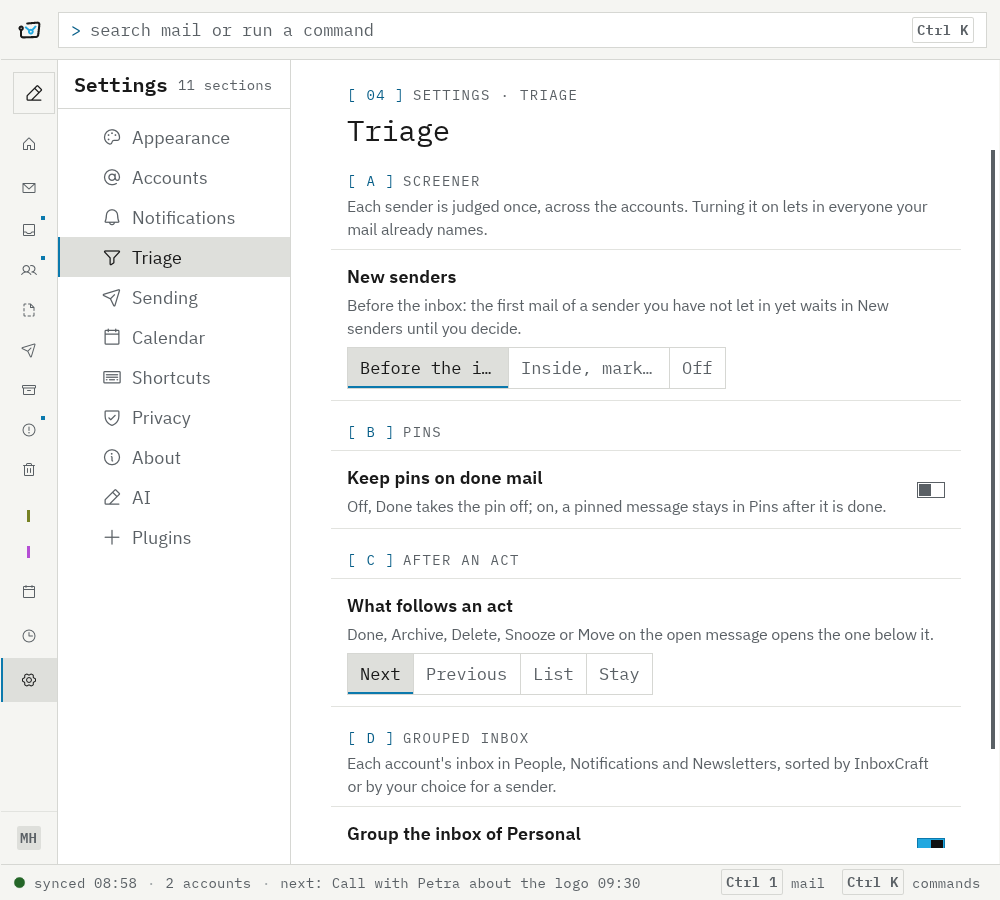 > search mail or run a command Ctrl K
Settings 11 sections
Appearance
Accounts
Notifications
Triage
Sending
Calendar
Shortcuts
Privacy
About
AI
Plugins
[ 04 ] SETTINGS · TRIAGE
Triage
[ A ] SCREENER
Each sender is judged once, across the accounts. Turning it on lets in everyone your
mail already names.
New senders
Before the inbox: the first mail of a sender you have not let in yet waits in New
senders until you decide.
Before the i… Inside, mark… Off
[ B ] PINS
Keep pins on done mail
Off, Done takes the pin off; on, a pinned message stays in Pins after it is done.
[ C ] AFTER AN ACT
What follows an act
Done, Archive, Delete, Snooze or Move on the open message opens the one below it.
Next Previous List Stay
[ D ] GROUPED INBOX
Each account's inbox in People, Notifications and Newsletters, sorted by InboxCraft
or by your choice for a sender.
Group the inbox of Personal
MH
synced 08:58 · 2 accounts · next: Call with Petra about the logo 09:30 Ctrl 1 mail Ctrl K commands